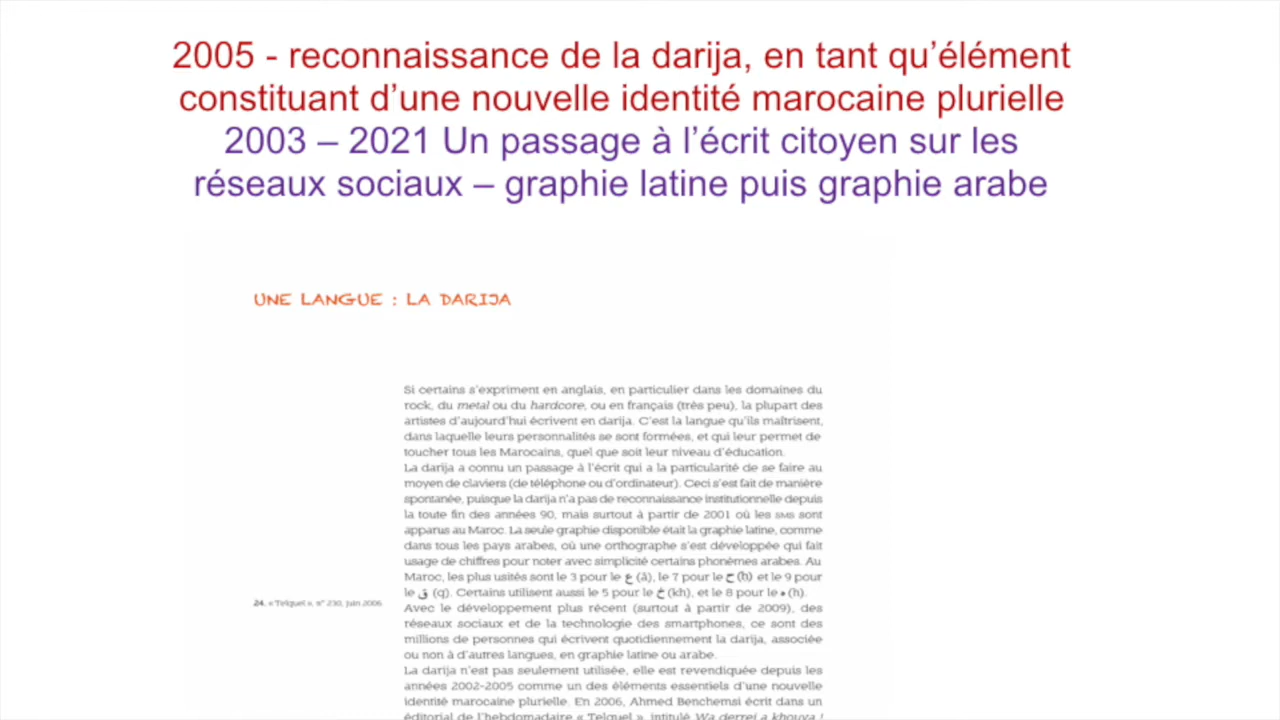 2005 - reconnaissance de la darija, en tant qu’élément
constituant d’une nouvelle identité marocaine plurielle
2003 – 2021 Un passage à l’écrit citoyen sur les
réseaux sociaux – graphie latine puis graphie arabe
UNE LANGUE : LA DARIJA
Si certains s’expriment en anglais, en particulier dans les domaines du
rock, du metal ou du hardcore, ou en français (très peu), la plupart des
artistes d’aujourd’hui écrivent en darija. C’est la langue qu’ils maîtrisent,
dans laquelle leurs personnalités se sont formées, et qui leur permet de
toucher tous les Marocains, quel que soit leur niveau d’éducation.
La darija a connu un passage à l’écrit qui a la particularité de se faire au
moyen de claviers (de téléphone ou d’ordinateur). Ceci s’est fait de manière
spontanée, puisque la darija n’a pas de reconnaissance institutionnelle depuis
la toute fin des années 90, mais surtout à partir de 2001 où les SMS sont
apparus au Maroc. La seule graphie disponible était la graphie latine, comme
dans tous les pays arabes, où une orthographe s’est développée qui fait
usage de chiffres pour noter avec simplicité certains phonèmes arabes. Au
Maroc, les plus usités sont le 3 pour le ع (â), le 7 pour le ح (h) et le 9 pour
le ق (q). Certains utilisent aussi le 5 pour le خ (kh), et le 8 pour le ه (h).
24. « Telquel », n° 230, juin 2006
Avec le développement plus récent (surtout à partir de 2009), des
réseaux sociaux et de la technologie des smartphones, ce sont des
millions de personnes qui écrivent quotidiennement la darija, associée
ou non à d’autres langues, en graphie latine ou arabe.
La darija n’est pas seulement utilisée, elle est revendiquée depuis les
années 2002-2005 comme un des éléments essentiels d’une nouvelle
identité marocaine plurielle. En 2006, Ahmed Benchemsi écrit dans un
éditorial de l’hebdomadaire « Telquel », intitulé Wa derrei a khouya !